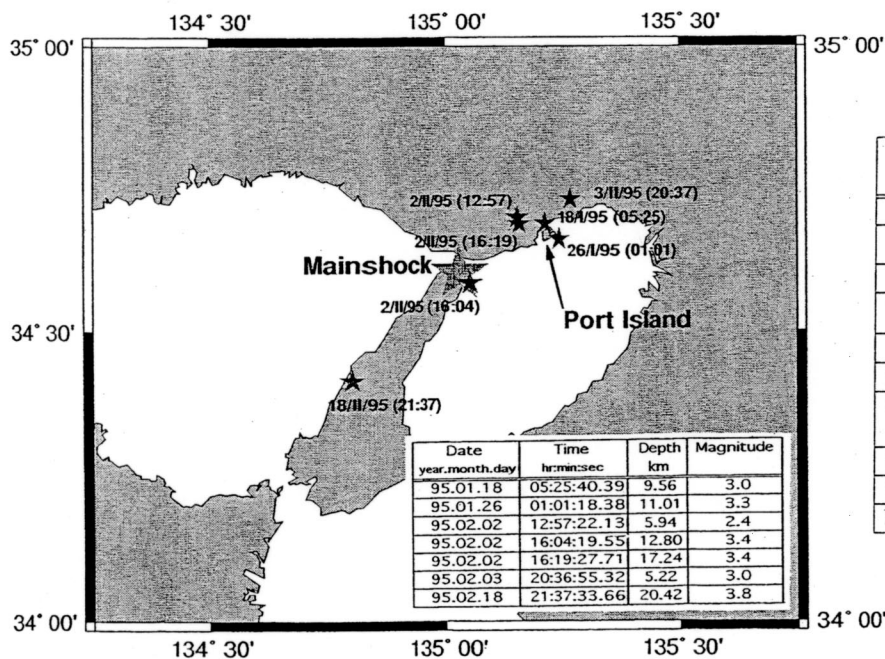 134° 30' 135° 00' 135° 30'
35° 00' 35° 00'
3/II/95 (20:37)
2/II/95 (12:57)
18/I/95 (05:25)
2/II/95 (16:19)
26/I/95 (01:01)
Mainshock
2/II/95 (16:04)
Port Island
34° 30' 34° 30'
18/II/95 (21:37)
Date Time Depth Magnitude
year.month.day hr:min:sec km
95.01.18 05:25:40.39 9.56 3.0
95.01.26 01:01:18.38 11.01 3.3
95.02.02 12:57:22.13 5.94 2.4
95.02.02 16:04:19.55 12.80 3.4
95.02.02 16:19:27.71 17.24 3.4
95.02.03 20:36:55.32 5.22 3.0
95.02.18 21:37:33.66 20.42 3.8
34° 00' 34° 00'
134° 30' 135° 00' 135° 30'